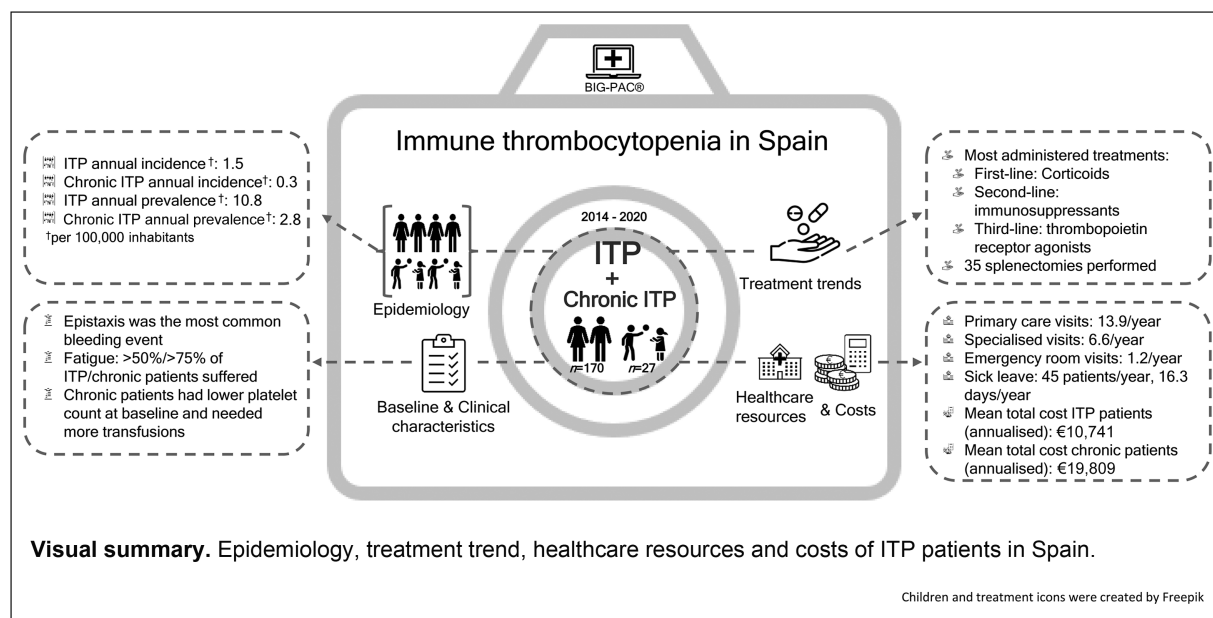 BIG-PAC®
Immune thrombocytopenia in Spain
ITP annual incidence†: 1.5
Chronic ITP annual incidence†: 0.3
ITP annual prevalence†: 10.8
Chronic ITP annual prevalence†: 2.8
†per 100,000 inhabitants
Epidemiology
Epistaxis was the most common
bleeding event
Fatigue: >50%/>75% of
ITP/chronic patients suffered
Chronic patients had lower platelet
count at baseline and needed
more transfusions
Baseline & Clinical
characteristics
2014 - 2020
ITP
+
Chronic ITP
n=170
n=27
Treatment trends
Most administered treatments:
First-line: Corticoids
Second-line:
immunosuppressants
Third-line: thrombopoietin
receptor agonists
35 splenectomies performed
Healthcare
resources
& Costs
Primary care visits: 13.9/year
Specialised visits: 6.6/year
Emergency room visits: 1.2/year
Sick leave: 45 patients/year, 16.3
days/year
Mean total cost ITP patients
(annualised): €10,741
Mean total cost chronic patients
(annualised): €19,809
Visual summary. Epidemiology, treatment trend, healthcare resources and costs of ITP patients in Spain.
Children and treatment icons were created by Freepik